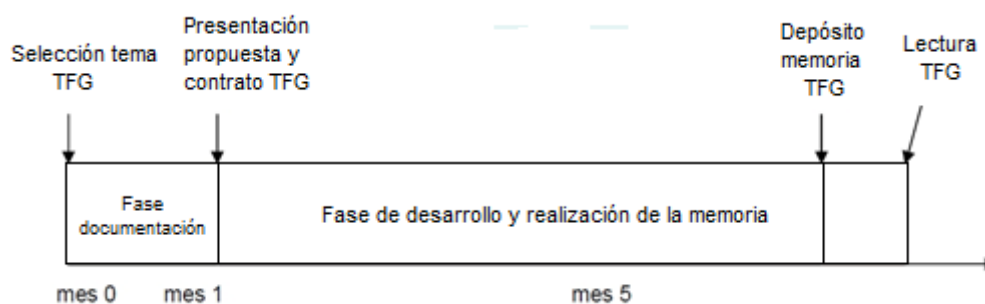 Selección tema
TFG
Presentación
propuesta y
contrato TFG
Depósito
memoria
TFG
Lectura
TFG
Fase
documentación
Fase de desarrollo y realización de la memoria
mes 0
mes 1
mes 5